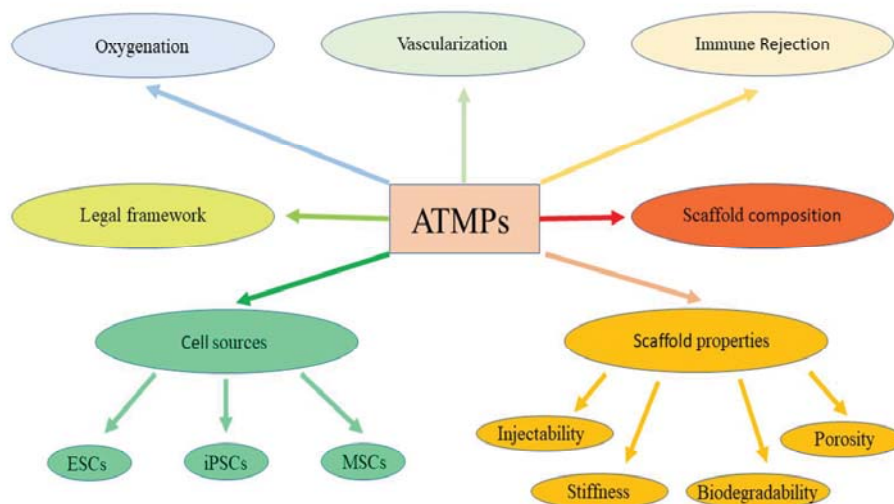 Oxygenation
Vascularization
Immune Rejection
Legal framework
ATMPs
Scaffold composition
Cell sources
Scaffold properties
ESCs
iPSCs
MSCs
Injectability
Stiffness
Biodegradability
Porosity